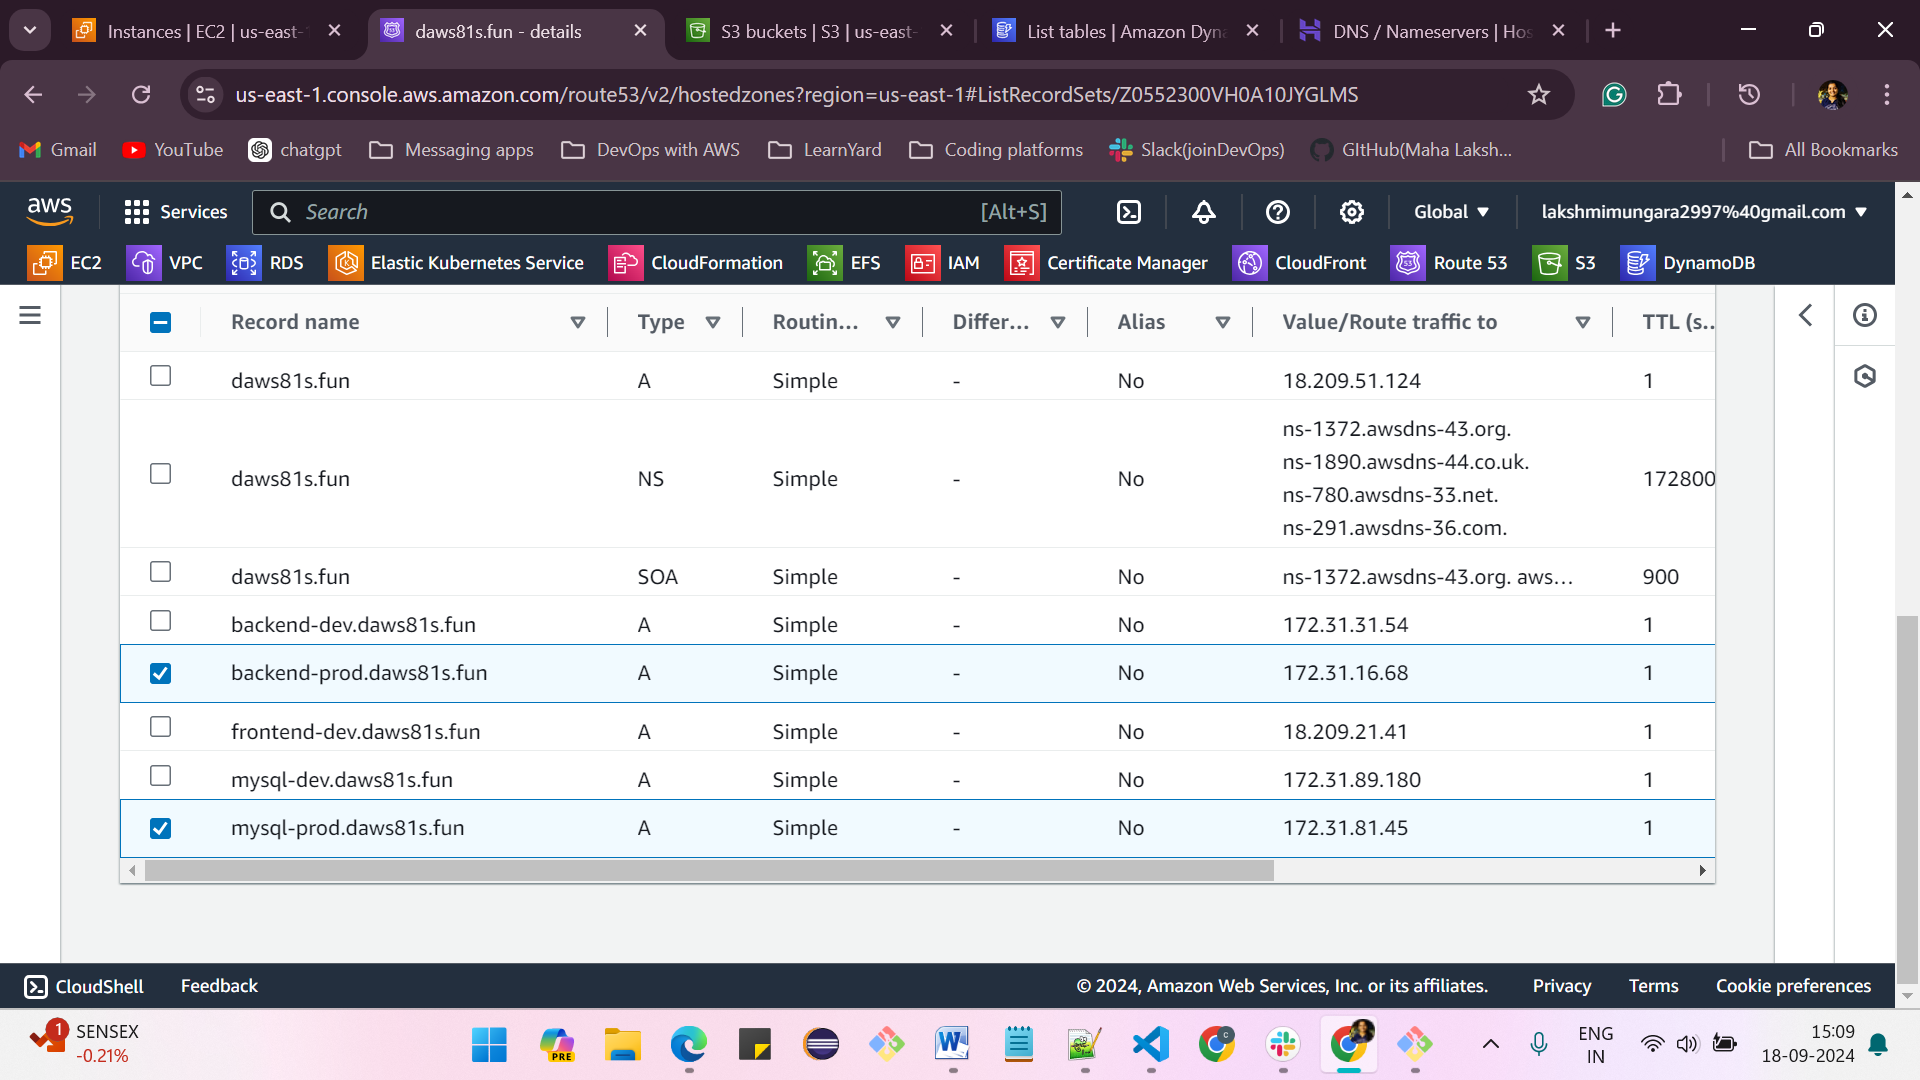 Instances | EC2 | us-east-
daws81s.fun - details
S3 buckets | S3 | us-east-
List tables | Amazon Dyna
DNS / Nameservers | Hos
us-east-1.console.aws.amazon.com/route53/v2/hostedzones?region=us-east-1#ListRecordSets/Z0552300VH0A10JYGLMS
Gmail YouTube chatgpt Messaging apps DevOps with AWS LearnYard Coding platforms Slack(joinDevOps) GItHub(Maha Laksh... All Bookmarks
aws Services Search [Alt+S] Global lakshmimungara2997%40gmail.com
EC2 VPC RDS Elastic Kubernetes Service CloudFormation EFS IAM Certificate Manager CloudFront Route 53 S3 DynamoDB
Record name Type Routin... Differ... Alias Value/Route traffic to TTL (s...
daws81s.fun A Simple - No 18.209.51.124 1
daws81s.fun NS Simple - No ns-1372.awsdns-43.org.
ns-1890.awsdns-44.co.uk.
ns-780.awsdns-33.net.
ns-291.awsdns-36.com.
172800
daws81s.fun SOA Simple - No ns-1372.awsdns-43.org. aws... 900
backend-dev.daws81s.fun A Simple - No 172.31.31.54 1
backend-prod.daws81s.fun A Simple - No 172.31.16.68 1
frontend-dev.daws81s.fun A Simple - No 18.209.21.41 1
mysql-dev.daws81s.fun A Simple - No 172.31.89.180 1
mysql-prod.daws81s.fun A Simple - No 172.31.81.45 1
CloudShell Feedback © 2024, Amazon Web Services, Inc. or its affiliates. Privacy Terms Cookie preferences
1 SENSEX
-0.21%
PRE
ENG
IN
15:09
18-09-2024